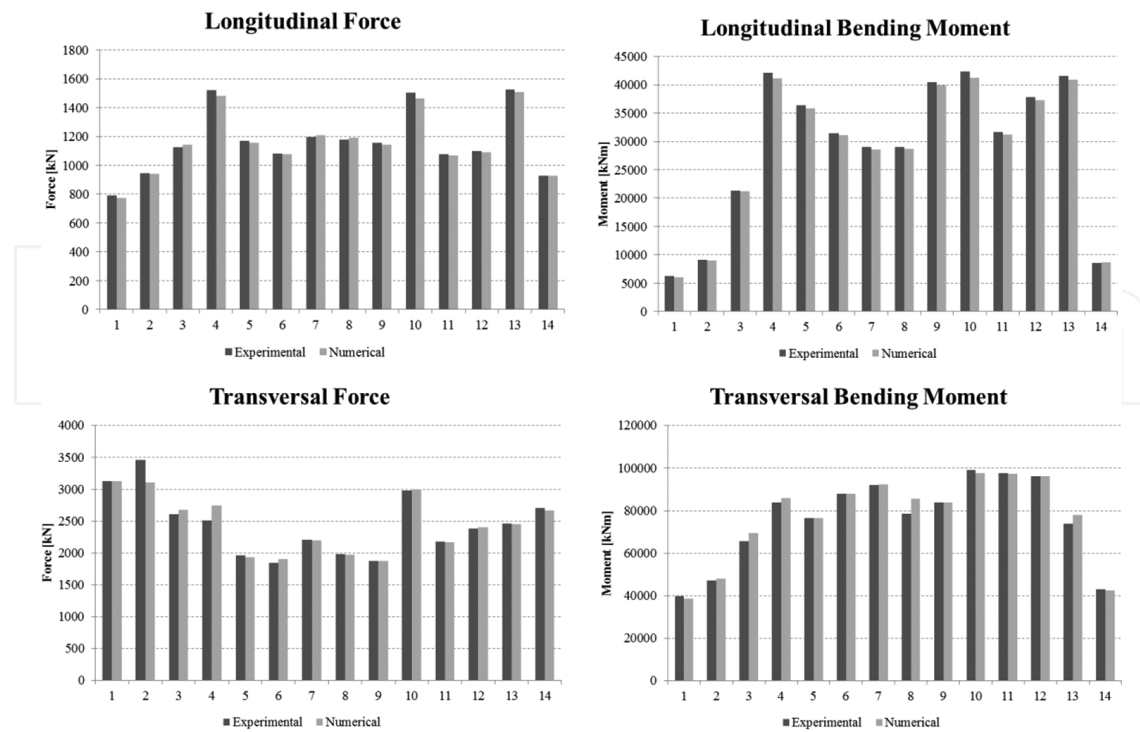 Longitudinal Force
1800
1600
1400
1200
1000
800
600
400
200
0
Force [kN]
1 2 3 4 5 6 7 8 9 10 11 12 13 14
Experimental Numerical
Longitudinal Bending Moment
45000
40000
35000
30000
25000
20000
15000
10000
5000
0
Moment [kNm]
1 2 3 4 5 6 7 8 9 10 11 12 13 14
Experimental Numerical
Transversal Force
4000
3500
3000
2500
2000
1500
1000
500
0
Force [kN]
1 2 3 4 5 6 7 8 9 10 11 12 13 14
Experimental Numerical
Transversal Bending Moment
120000
100000
80000
60000
40000
20000
0
Moment [kNm]
1 2 3 4 5 6 7 8 9 10 11 12 13 14
Experimental Numerical